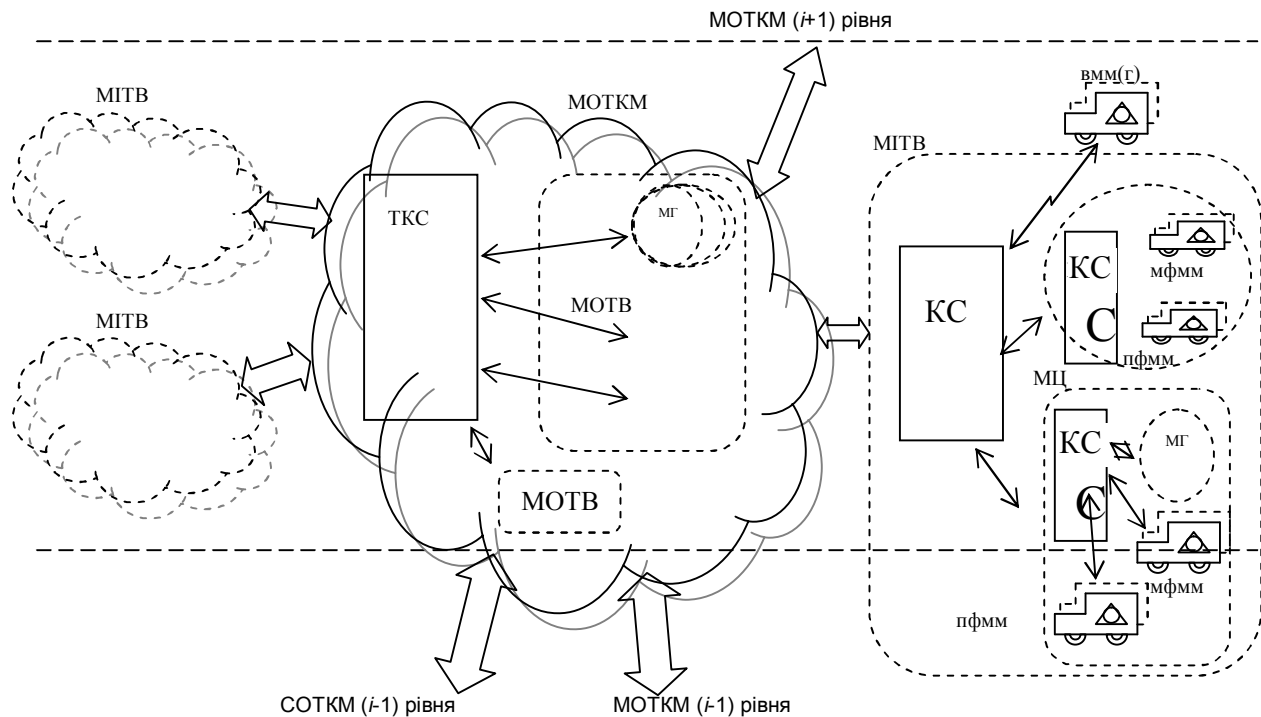 МОТКМ (i+1) рівня
МІТВ
МОТКМ
вмм(г)
МІТВ
ТКС
мг
КС
КС
С
мфмм
МОТВ
МІТВ
пфмм
МЦ
КС
С
мг
МОТВ
мфмм
пфмм
СОТКМ (i-1) рівня
МОТКМ (i-1) рівня